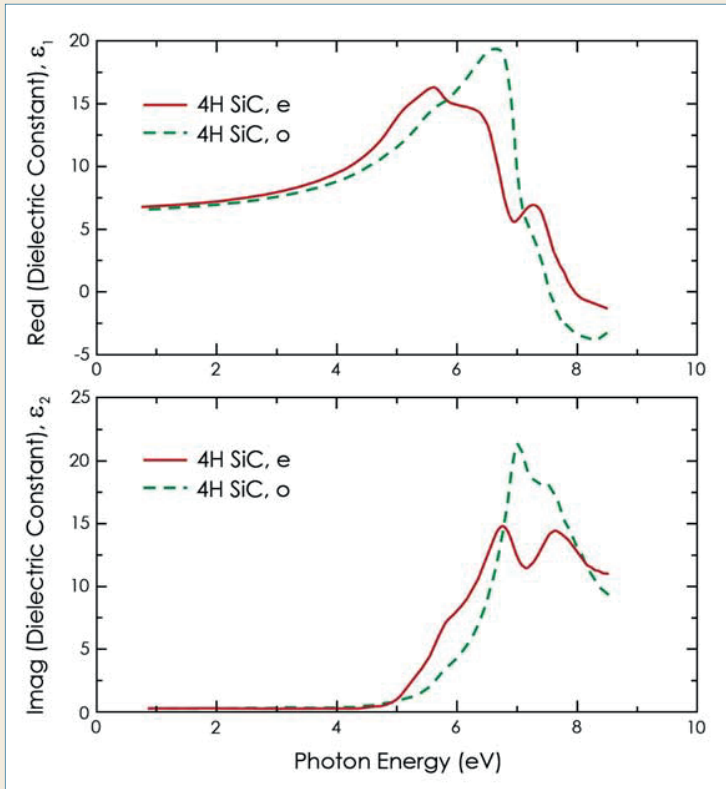 Real (Dielectric Constant), ε₁
20
15
10
5
0
-5
4H SiC, e
4H SiC, o
0 2 4 6 8 10
Imag (Dielectric Constant), ε₂
25
20
15
10
5
0
4H SiC, e
4H SiC, o
0 2 4 6 8 10
Photon Energy (eV)